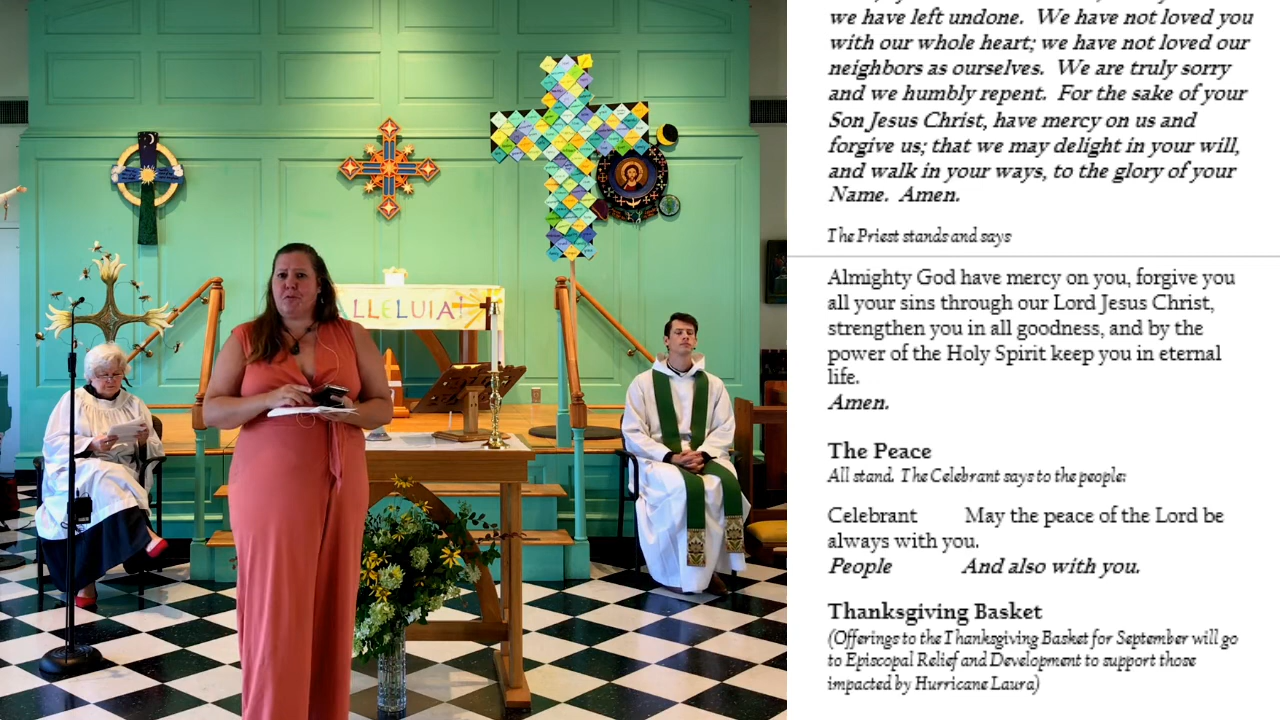 ALLELUIA!
we have left undone. We have not loved you
with our whole heart; we have not loved our
neighbors as ourselves. We are truly sorry
and we humbly repent. For the sake of your
Son Jesus Christ, have mercy on us and
forgive us; that we may delight in your will,
and walk in your ways, to the glory of your
Name. Amen.
The Priest stands and says
Almighty God have mercy on you, forgive you
all your sins through our Lord Jesus Christ,
strengthen you in all goodness, and by the
power of the Holy Spirit keep you in eternal
life.
Amen.
The Peace
All stand. The Celebrant says to the people:
Celebrant May the peace of the Lord be
always with you.
People And also with you.
Thanksgiving Basket
(Offerings to the Thanksgiving Basket for September will go
to Episcopal Relief and Development to support those
impacted by Hurricane Laura)